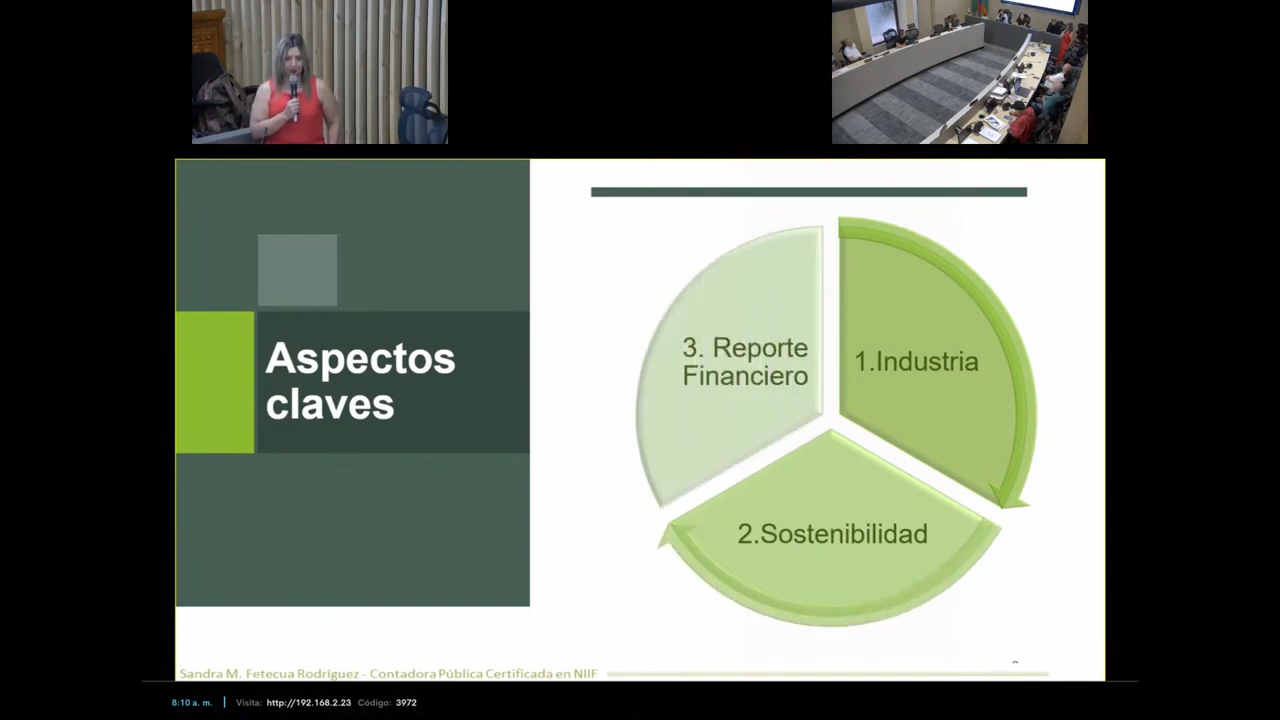 Aspectos
claves
3. Reporte
Financiero
1.Industria
2.Sostenibilidad
Sandra M. Fetecua Rodríguez - Contadora Pública Certificada en NIIF
8:10 a. m. | Visita: http://192.168.2.23 Código: 3972